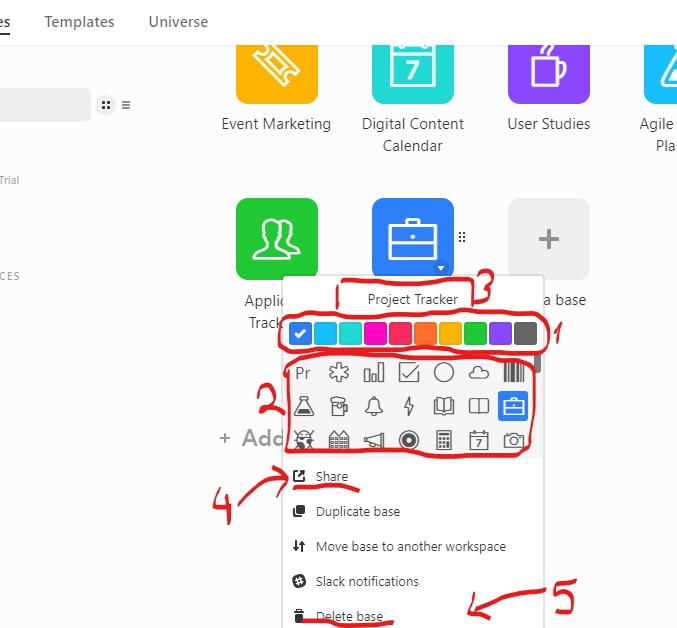 es Templates Universe
7
Event Marketing Digital Content Calendar User Studies Agile
Pla
Trial
CES
Applic
Track
a base
Project Tracker
3
1
2
Pr
7
+ Add
4
Share
Duplicate base
Move base to another workspace
Slack notifications
5
Delete base